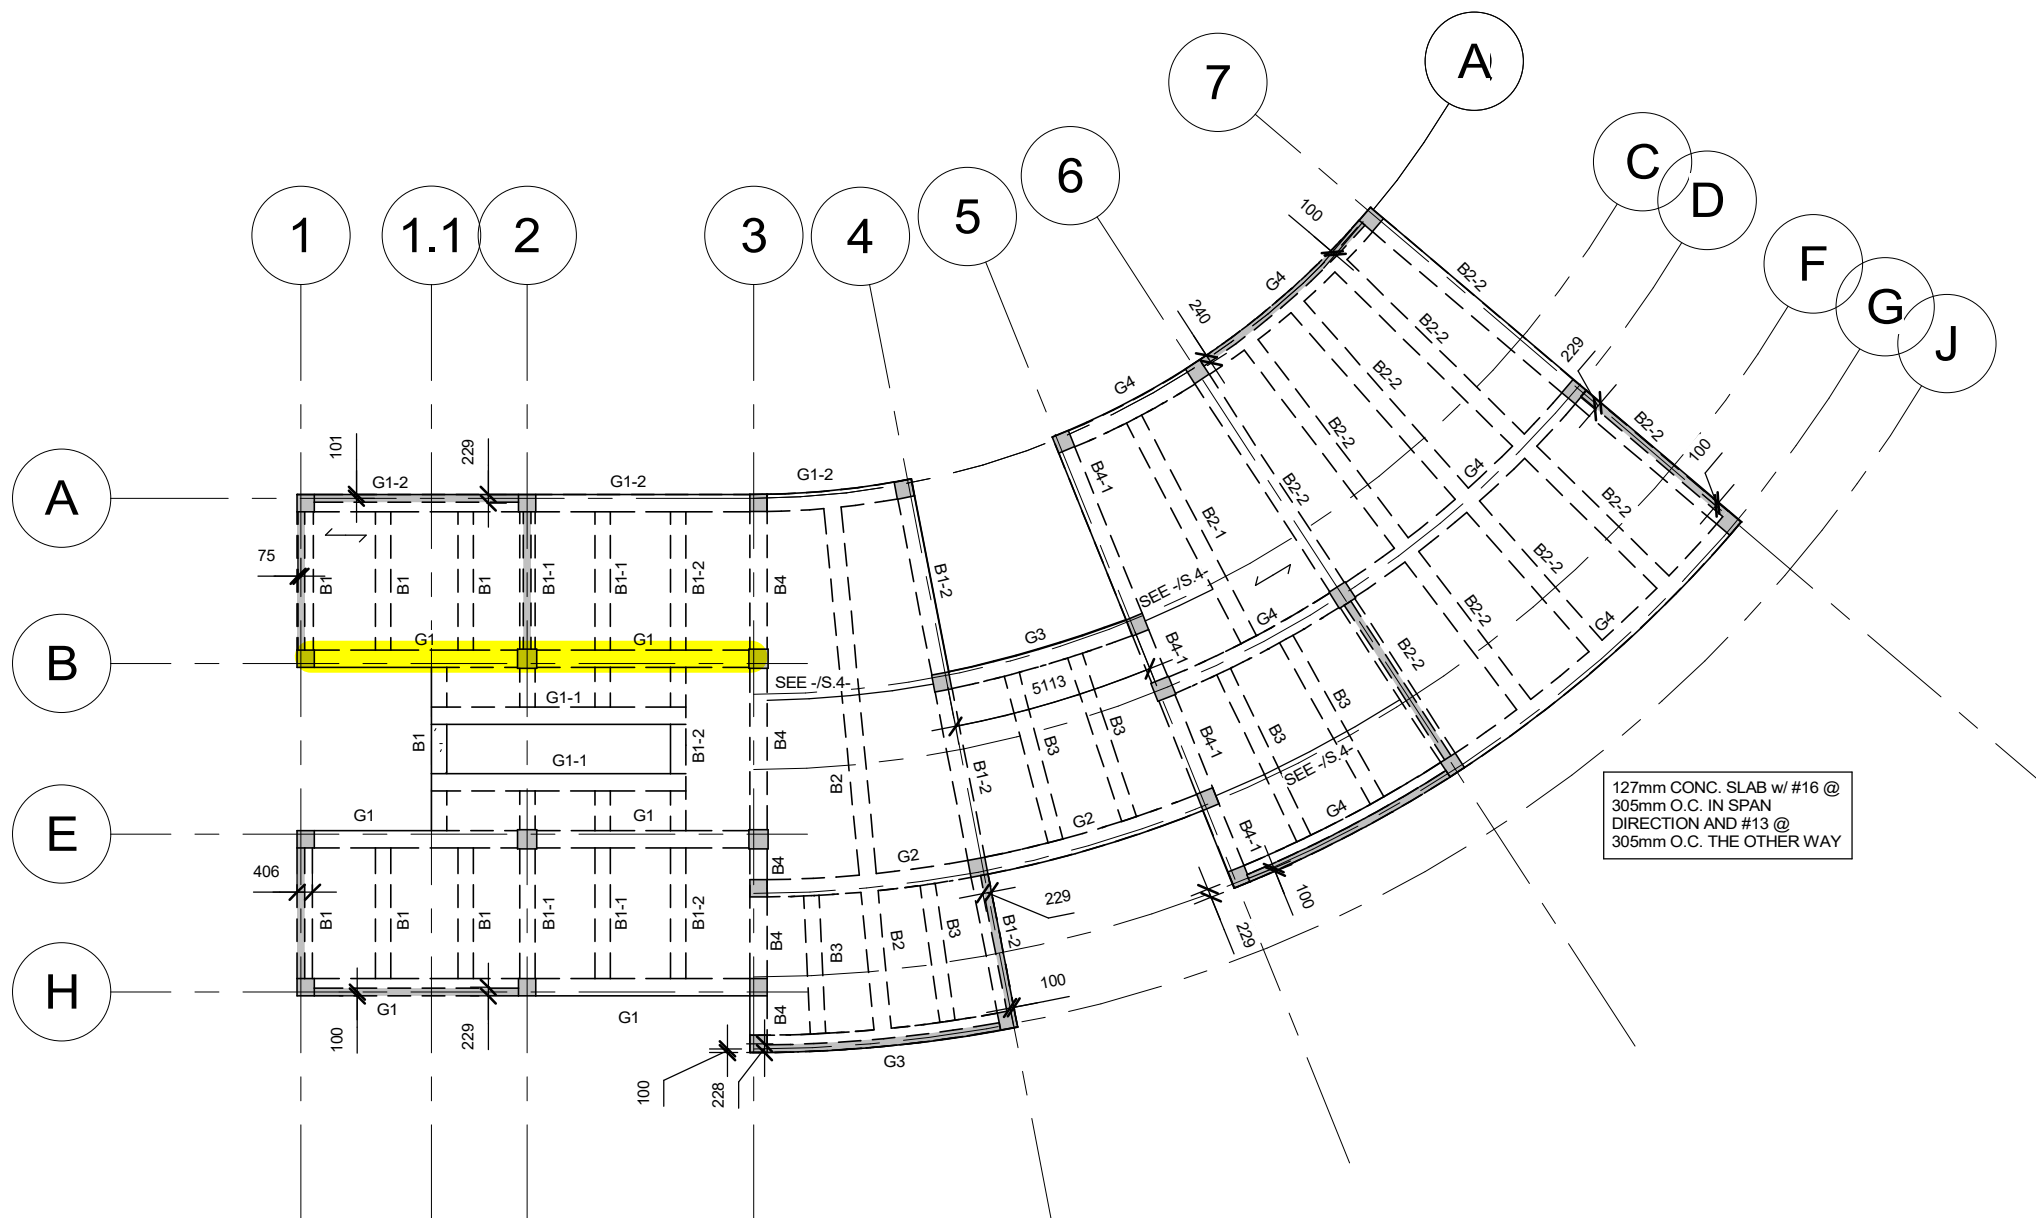 A
7
C
6
D
5
100
1
1.1
2
3
4
F
G
J
B2-2
G4
240
B2-2
229
B2-2
G4
B2-2
100
B2-2
101
229
G1-2
G1-2
G1-2
A
B4-1
B2-2
G4
B2-2
B2-1
B2-2
75
B1
B1
B1
B1-1
B1-1
B1-2
B4
B1-2
SEE -/S.4-
B2-2
G4
B2-2
G1
G1
G3
G4
B
B4-1
B2-2
SEE -/S.4-
5113
G1-1
B3
B1
B1-2
B4
B3
B3
B3
B4-1
G1-1
B2
B1-2
SEE -/S.4-
127mm CONC. SLAB w/ #16 @
305mm O.C. IN SPAN
DIRECTION AND #13 @
305mm O.C. THE OTHER WAY
E
G1
G1
G2
G4
G2
B4
B4-1
406
B1
B1
B1
B1-1
B1-1
B1-2
229
100
B4
B3
B2
B3
B1-2
229
H
100
G1
G1
B4
100
229
G3
100
228